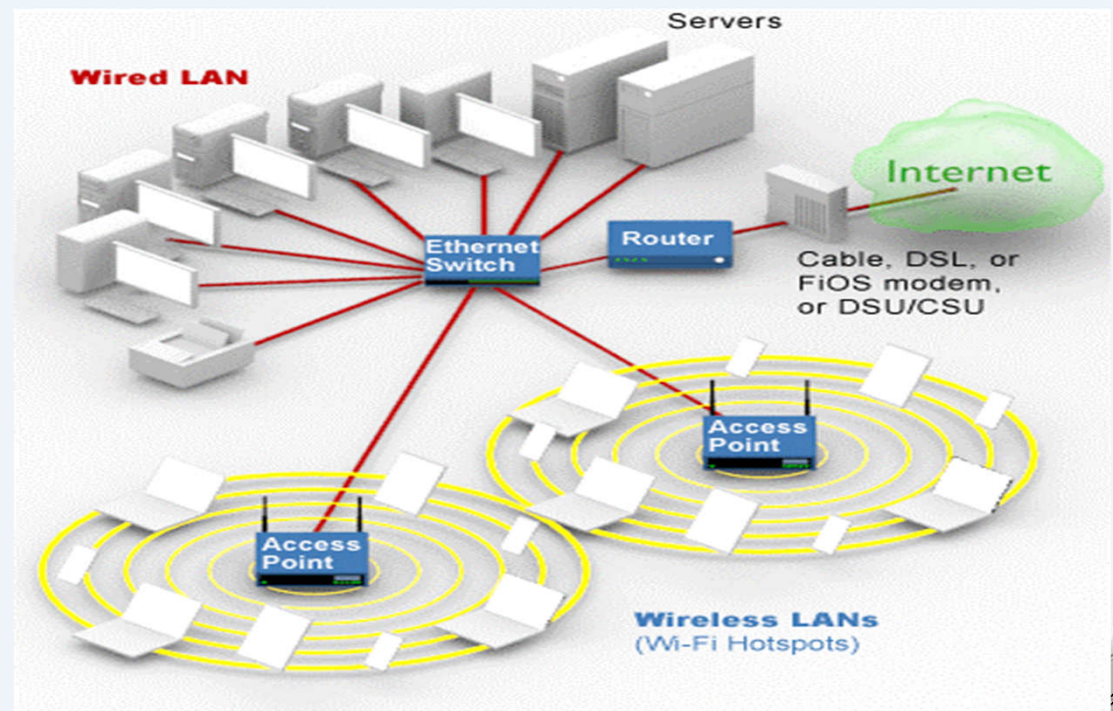 Servers
Wired LAN
Internet
Ethernet
Switch
Router
Cable, DSL, or
FiOS modem,
or DSU/CSU
Access
Point
Access
Point
Wireless LANs
(Wi-Fi Hotspots)